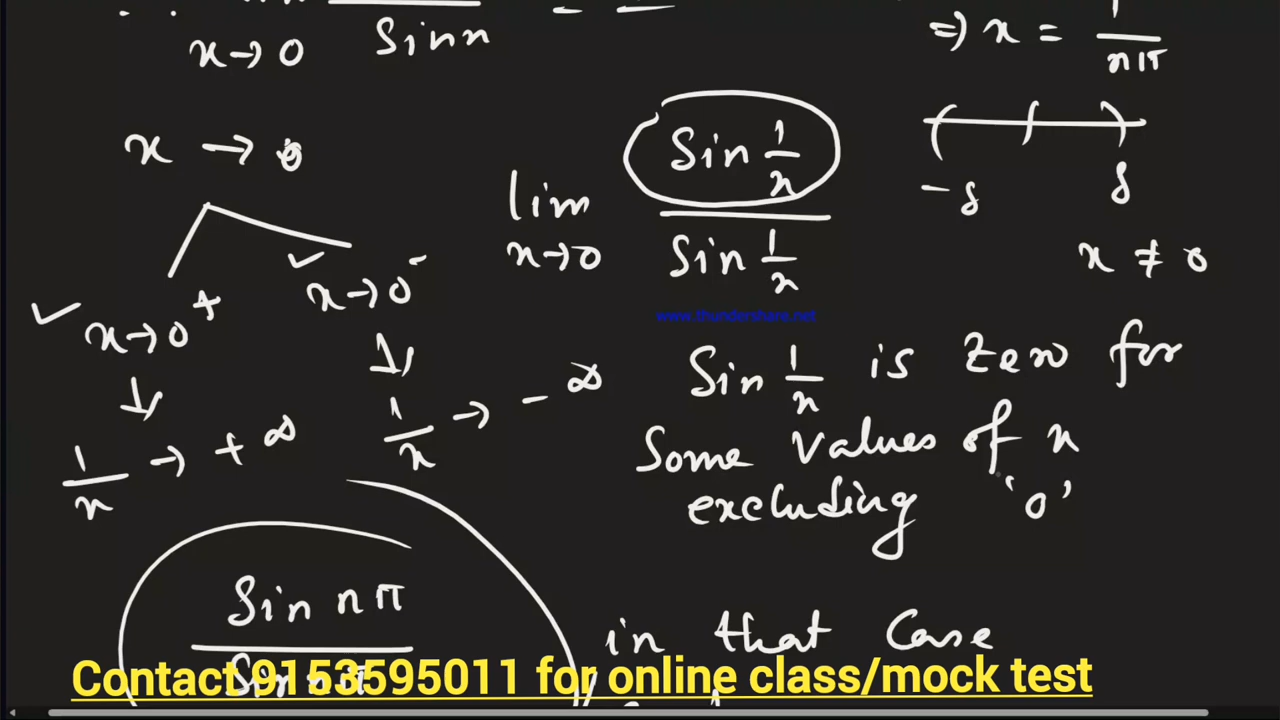 x → 0
Sin x
⇒ x = 1/nπ
x → 0
lim x→0 Sin 1/x / Sin 1/x
-δ δ
x ≠ 0
x→0⁺
x→0⁻
1/x → +∞
1/x → -∞
www.thundershare.net
Sin 1/x is zero for
Some values of x
excluding '0'
Sin nπ / Sin nπ
in that case
Contact 9153595011 for online class/mock test